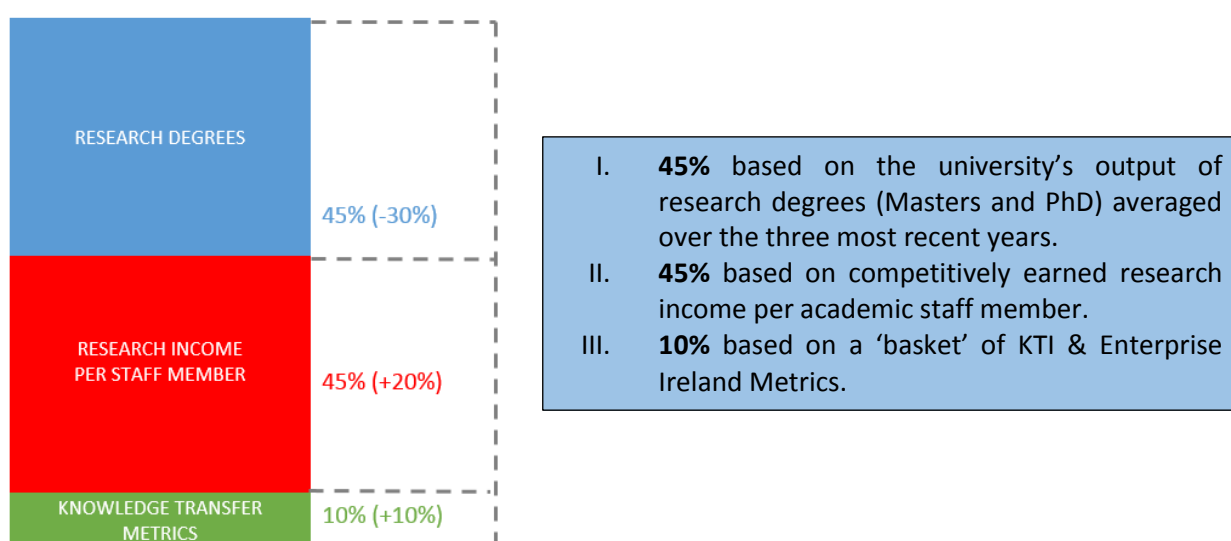 RESEARCH DEGREES
45% (-30%)
RESEARCH INCOME
PER STAFF MEMBER
45% (+20%)
KNOWLEDGE TRANSFER
METRICS
10% (+10%)
I. 45% based on the university’s output of
research degrees (Masters and PhD) averaged
over the three most recent years.
II. 45% based on competitively earned research
income per academic staff member.
III. 10% based on a ‘basket’ of KTI & Enterprise
Ireland Metrics.